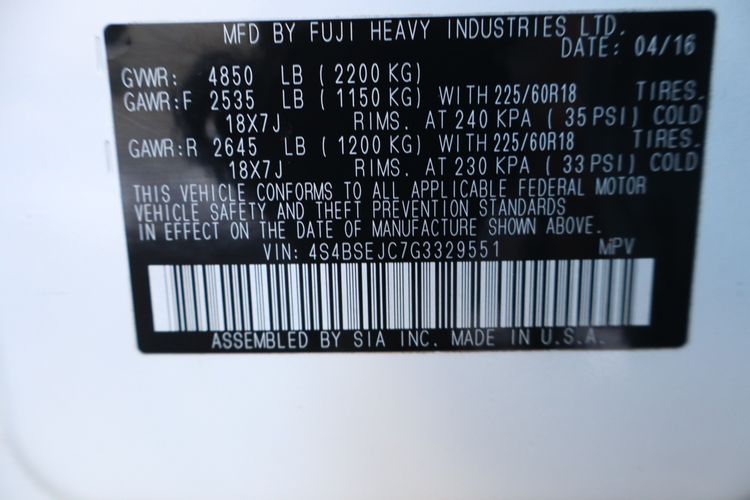 MFD BY FUJI HEAVY INDUSTRIES LTD.
DATE: 04/16
GVWR: 4850 LB (2200 KG)
GAWR:F 2535 LB (1150 KG) WITH 225/60R18 TIRES.
18X7J RIMS. AT 240 KPA (35 PSI) COLD
GAWR:R 2645 LB (1200 KG) WITH 225/60R18 TIRES.
18X7J RIMS. AT 230 KPA (33 PSI) COLD
THIS VEHICLE CONFORMS TO ALL APPLICABLE FEDERAL MOTOR
VEHICLE SAFETY AND THEFT PREVENTION STANDARDS
IN EFFECT ON THE DATE OF MANUFACTURE SHOWN ABOVE.
VIN: 4S4BSEJC7G3329551 MPV
ASSEMBLED BY SIA INC. MADE IN U.S.A.